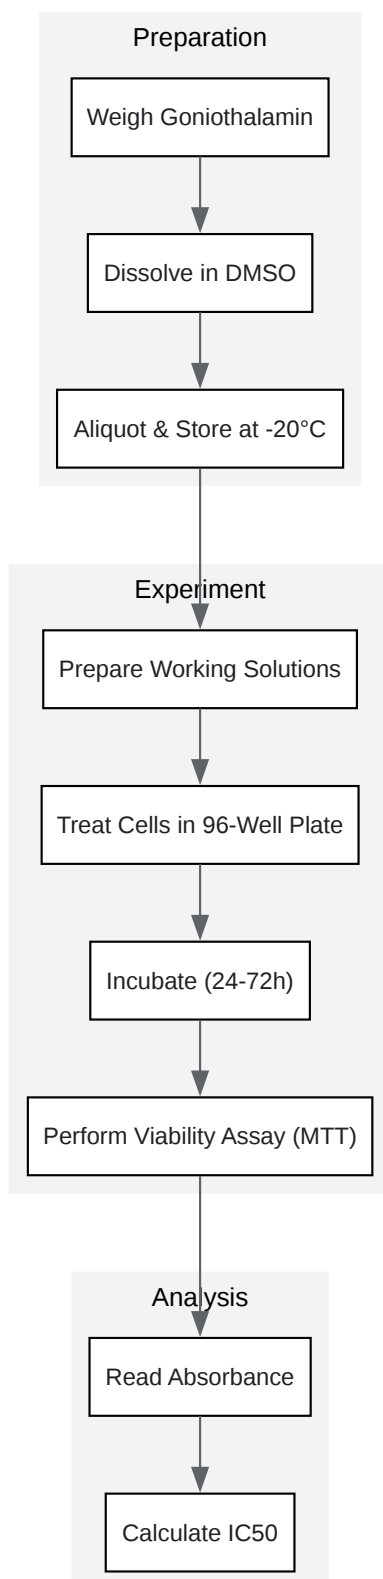 Preparation
Weigh Goniothalamin
Dissolve in DMSO
Aliquot & Store at -20°C
Experiment
Prepare Working Solutions
Treat Cells in 96-Well Plate
Incubate (24-72h)
Perform Viability Assay (MTT)
Analysis
Read Absorbance
Calculate IC50